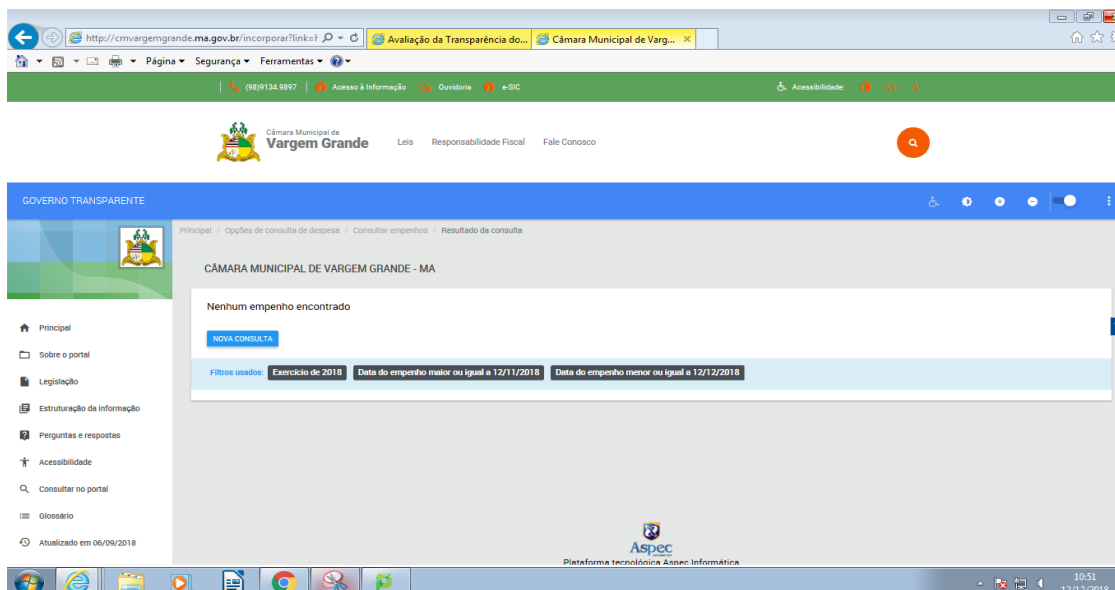 http://cmvargemgrande.ma.gov.br/incorporar?link=
Avaliação da Transparência do...
Câmara Municipal de Varg...
Página Segurança Ferramentas
(98)9134.9897 Acesso à Informação Ouvidoria e-SIC Acessibilidade: A+ A-
Câmara Municipal de
Vargem Grande
Leis Responsabilidade Fiscal Fale Conosco
GOVERNO TRANSPARENTE
Principal / Opções de consulta de despesa / Consultar empenhos / Resultado da consulta
CÂMARA MUNICIPAL DE VARGEM GRANDE - MA
Nenhum empenho encontrado
NOVA CONSULTA
Filtros usados: Exercício de 2018 Data do empenho maior ou igual a 12/11/2018 Data do empenho menor ou igual a 12/12/2018
Principal
Sobre o portal
Legislação
Estruturação da informação
Perguntas e respostas
Acessibilidade
Consultar no portal
Glossário
Atualizado em 06/09/2018
Aspec
Plataforma tecnológica Aspec Informática
10:51
12/12/2018